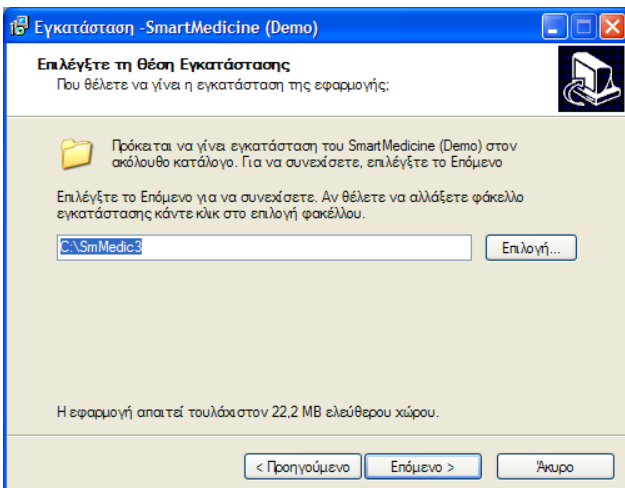 Εγκατάσταση -SmartMedicine (Demo)
Επιλέγξτε τη Θέση Εγκατάστασης
Που θέλετε να γίνει η εγκατάσταση της εφαρμογής;
Πρόκειται να γίνει εγκατάσταση του SmartMedicine (Demo) στον
ακόλουθο κατάλογο. Για να συνεχίσετε, επιλέγξτε το Επόμενο
Επιλέγξτε το Επόμενο για να συνεχίσετε. Αν θέλετε να αλλάξετε φάκελλο
εγκατάστασης κάντε κλικ στο επιλογή φακέλλου.
C:\SmMedic3
Επιλογή...
Η εφαρμογή απαιτεί τουλάχιστον 22,2 MB ελεύθερου χώρου.
< Προηγούμενο
Επόμενο >
Άκυρο